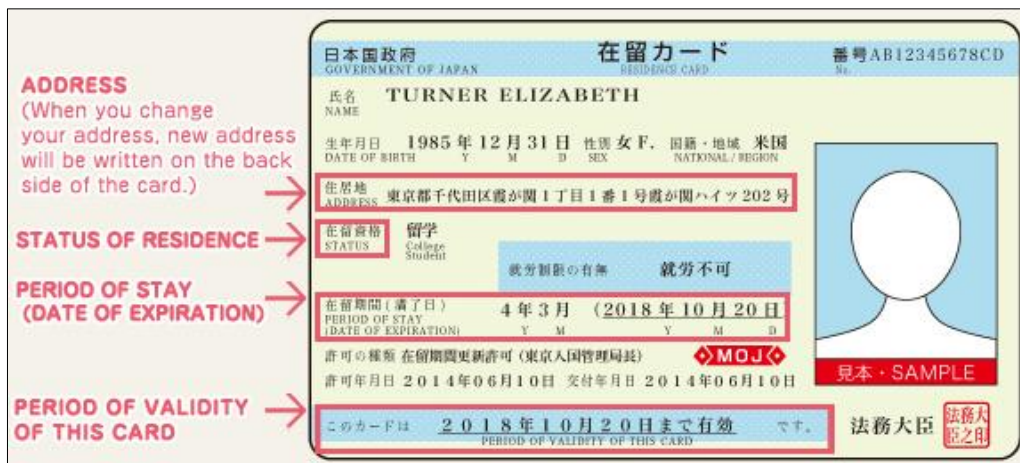 日本国政府 在留カード 番号AB12345678CD
GOVERNMENT OF JAPAN RESIDENCE CARD No.
氏名 TURNER ELIZABETH
NAME
生年月日 1985年12月31日 性別 女 F. 国籍・地域 米国
DATE OF BIRTH Y M D SEX NATIONAL / REGION
ADDRESS
(When you change
your address, new address
will be written on the back
side of the card.)
住居地 東京都千代田区霞が関1丁目1番1号霞が関ハイツ202号
ADDRESS
STATUS OF RESIDENCE
在留資格 留学
STATUS College
Student
就労制限の有無 就労不可
PERIOD OF STAY
(DATE OF EXPIRATION)
在留期間(満了日) 4年3月 (2018年10月20日
PERIOD OF STAY Y M Y M D
(DATE OF EXPIRATION)
許可の種類 在留期間更新許可 (東京入国管理局長) MOJ
許可年月日 2014年06月10日 交付年月日 2014年06月10日
見本・SAMPLE
PERIOD OF VALIDITY
OF THIS CARD
このカードは 2018年10月20日まで有効 です。
PERIOD OF VALIDITY OF THIS CARD
法務大臣 法務大
臣之印